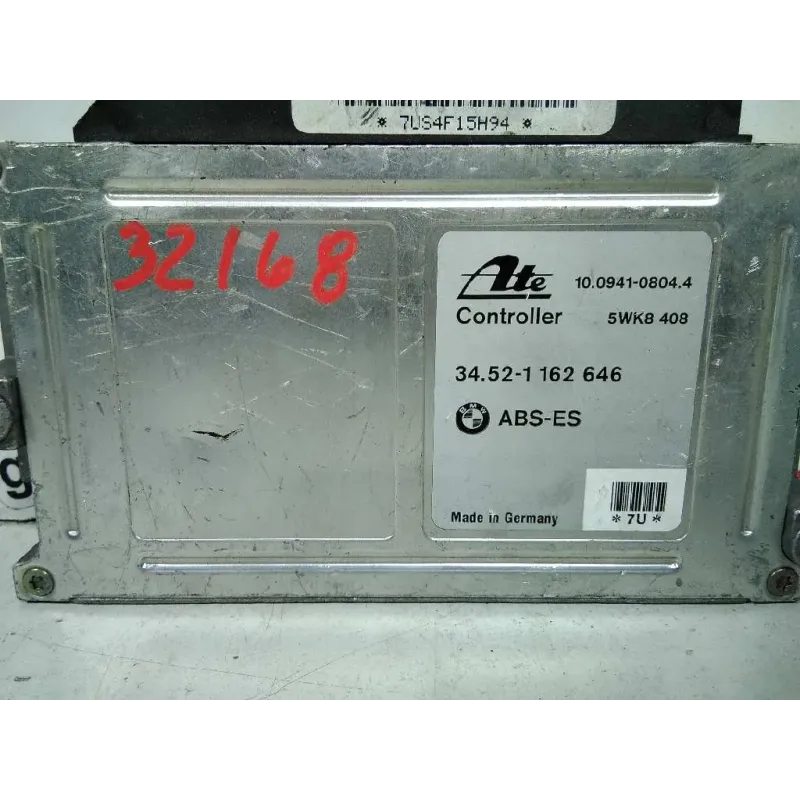 * 7US4F15H94 *
32168
Ate 10.0941-0804.4
Controller 5WK8 408
34.52-1 162 646
BMW ABS-ES
Made in Germany
*7U*
g